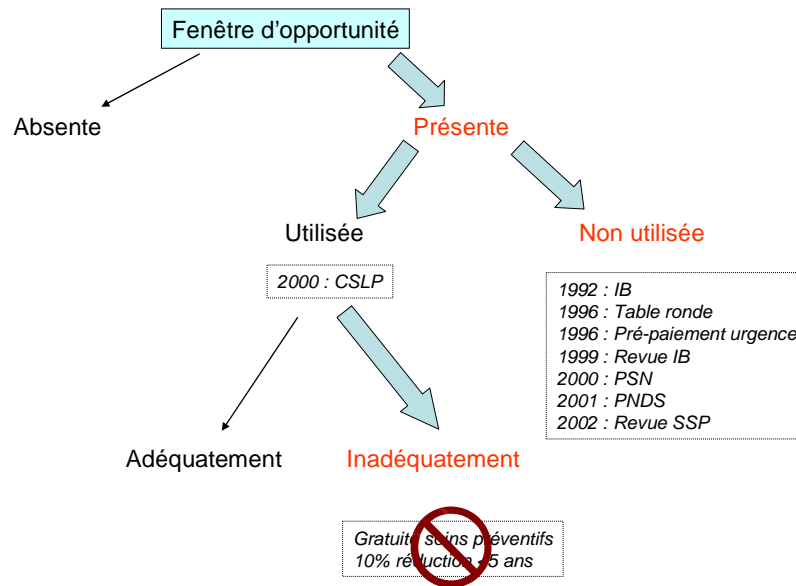 Fenêtre d'opportunité
Absente
Présente
Utilisée
Non utilisée
2000 : CSLP
1992 : IB
1996 : Table ronde
1996 : Pré-paiement urgence
1999 : Revue IB
2000 : PSN
2001 : PNDS
2002 : Revue SSP
Adéquatement
Inadéquatement
Gratuité soins préventifs
10% réduction <5 ans